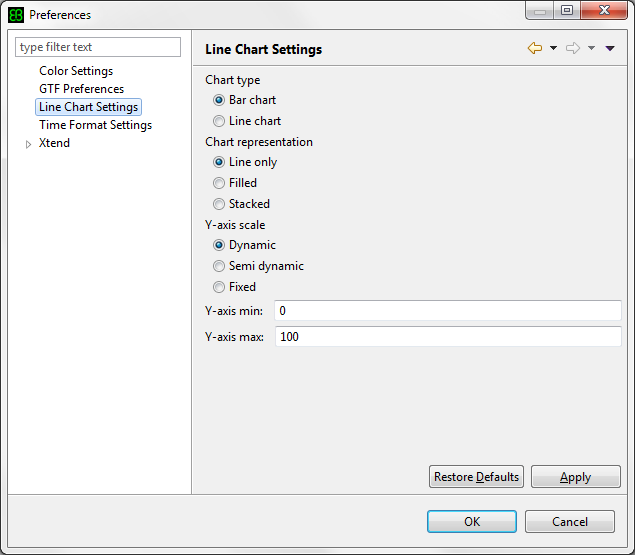 Preferences
type filter text
Color Settings
GTF Preferences
Line Chart Settings
Time Format Settings
Xtend
Line Chart Settings
Chart type
Bar chart
Line chart
Chart representation
Line only
Filled
Stacked
Y-axis scale
Dynamic
Semi dynamic
Fixed
Y-axis min: 0
Y-axis max: 100
Restore Defaults
Apply
OK
Cancel